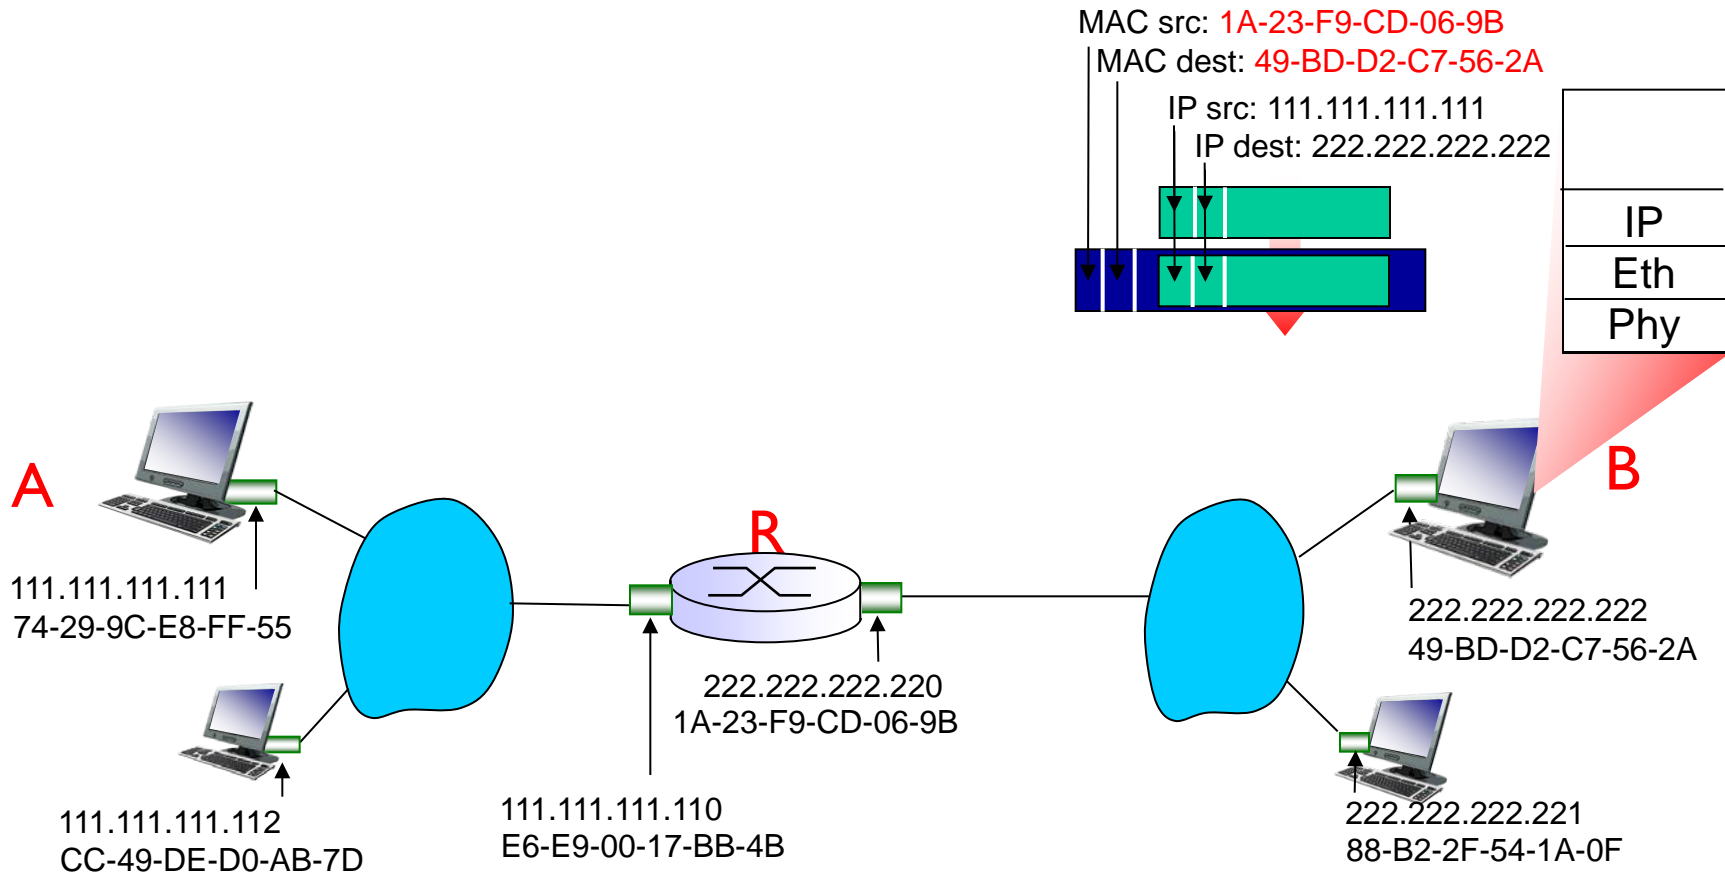 MAC src: 1A-23-F9-CD-06-9B
MAC dest: 49-BD-D2-C7-56-2A
IP src: 111.111.111.111
IP dest: 222.222.222.222
IP
Eth
Phy
A
B
R
111.111.111.111
74-29-9C-E8-FF-55
222.222.222.222
49-BD-D2-C7-56-2A
222.222.222.220
1A-23-F9-CD-06-9B
111.111.111.112
CC-49-DE-D0-AB-7D
111.111.111.110
E6-E9-00-17-BB-4B
222.222.222.221
88-B2-2F-54-1A-0F